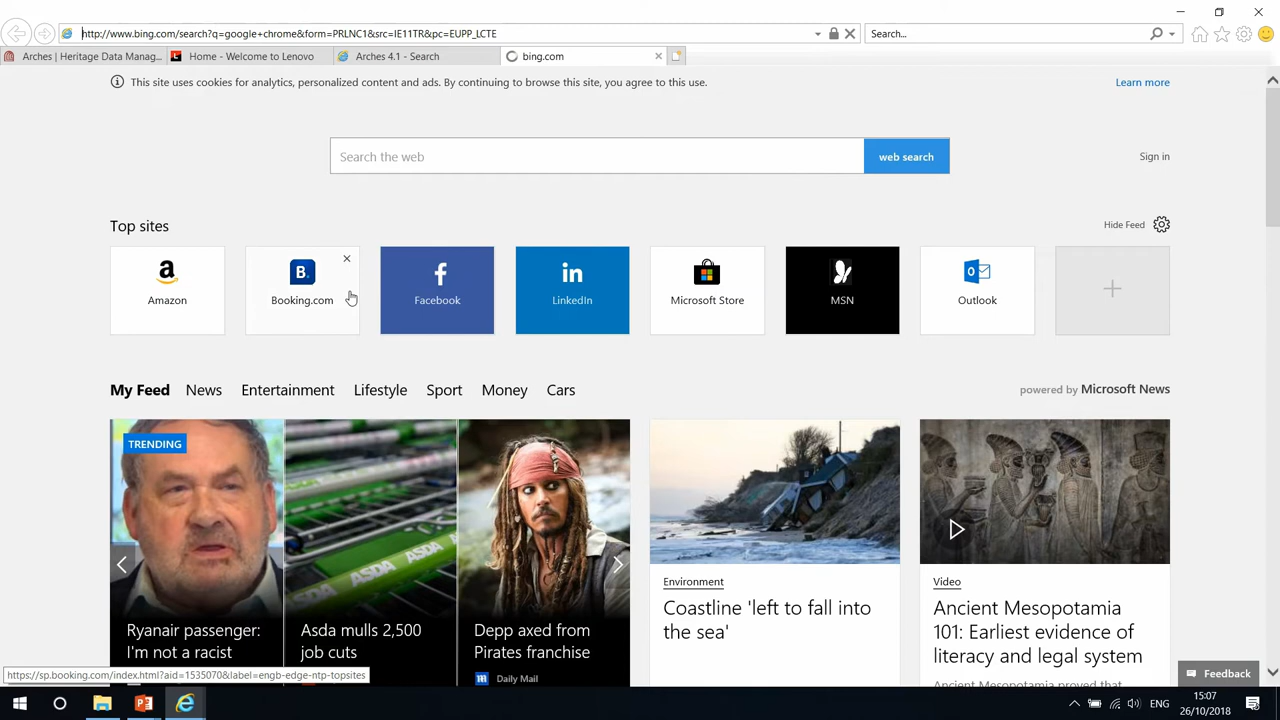 http://www.bing.com/search?q=google+chrome&form=PRLNC1&src=IE11TR&pc=EUPP_LCTE
Search...
Arches | Heritage Data Manag...
Home - Welcome to Lenovo
Arches 4.1 - Search
bing.com
This site uses cookies for analytics, personalized content and ads. By continuing to browse this site, you agree to this use.
Learn more
Search the web
web search
Sign in
Top sites
Hide Feed
a
B.
f
in
O
Amazon
Booking.com
Facebook
LinkedIn
Microsoft Store
MSN
Outlook
My Feed
News
Entertainment
Lifestyle
Sport
Money
Cars
powered by Microsoft News
TRENDING
ASDA
ASDA
Ryanair passenger:
I'm not a racist
Asda mulls 2,500
job cuts
Depp axed from
Pirates franchise
Daily Mail
Environment
Coastline 'left to fall into
the sea'
Video
Ancient Mesopotamia
101: Earliest evidence of
literacy and legal system
Ancient Mesopotamia proved that
https://sp.booking.com/index.html?aid=1535070&label=engb-edge-ntp-topsites
Feedback
ENG
15:07
26/10/2018